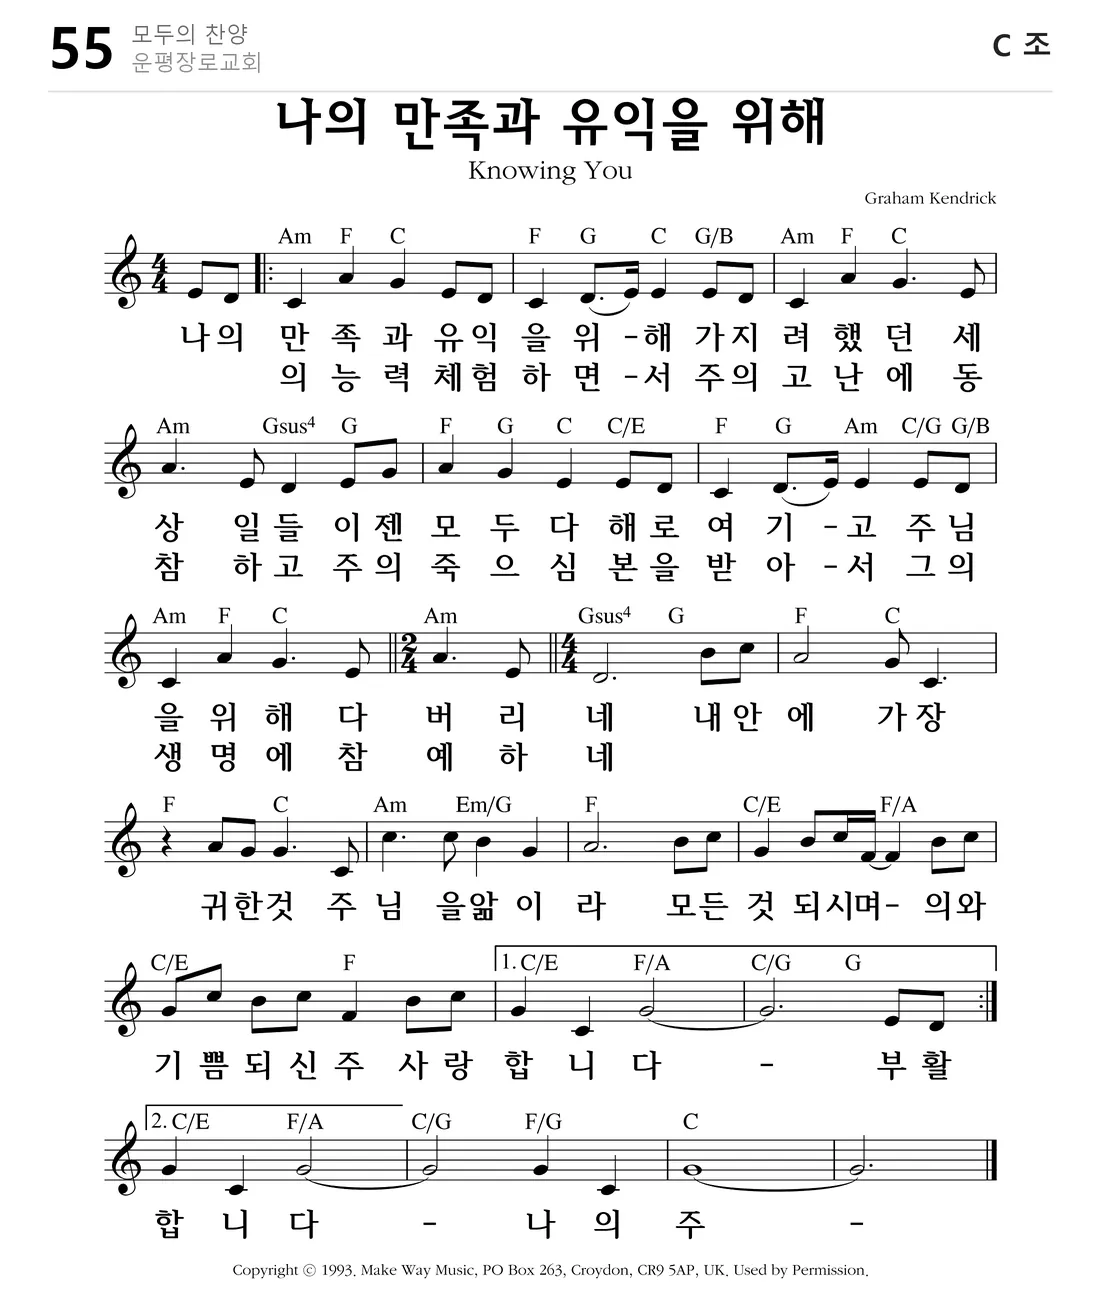 55 모두의 찬양
운평장로교회
C 조
나의 만족과 유익을 위해
Knowing You
Graham Kendrick
Am F C F G C G/B Am F C
나의 만 족 과 유익 을 위 -해 가지 려 했 던 세
의 능 력 체험 하 면 -서 주의 고 난 에 동
Am Gsus4 G F G C C/E F G Am C/G G/B
상 일 들 이 젠 모 두 다 해 로 여 기 -고 주 님
참 하 고 주 의 죽 으 심 본 을 받 아 -서 그 의
Am F C Am Gsus4 G F C
을 위 해 다 버 리 네 내 안 에 가 장
생 명 에 참 예 하 네
F C Am Em/G F C/E F/A
귀한것 주 님 을앎 이 라 모든 것 되시며- 의와
C/E F 1. C/E F/A C/G G
기 쁨 되 신 주 사 랑 합 니 다 - 부 활
2. C/E F/A C/G F/G C
합 니 다 - 나 의 주 -
Copyright ⓒ 1993. Make Way Music, PO Box 263, Croydon, CR9 5AP, UK. Used by Permission.